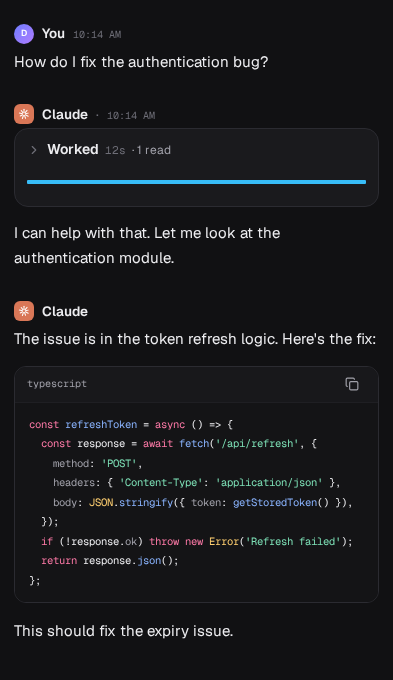 D You 10:14 AM
How do I fix the authentication bug?
Claude · 10:14 AM
Worked 12s · 1 read
I can help with that. Let me look at the
authentication module.
Claude
The issue is in the token refresh logic. Here's the fix:
typescript
const refreshToken = async () => {
  const response = await fetch('/api/refresh', {
    method: 'POST',
    headers: { 'Content-Type': 'application/json' },
    body: JSON.stringify({ token: getStoredToken() }),
  });
  if (!response.ok) throw new Error('Refresh failed');
  return response.json();
};
This should fix the expiry issue.